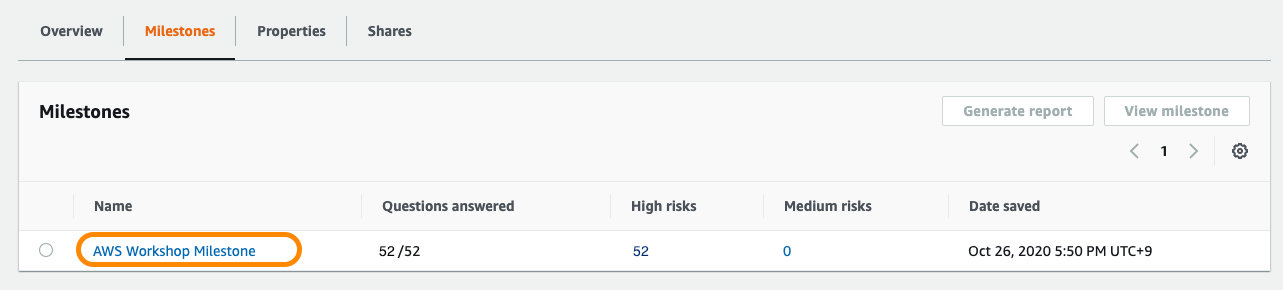 Overview Milestones Properties Shares
Milestones Generate report View milestone
1
Name Questions answered High risks Medium risks Date saved
AWS Workshop Milestone 52 /52 52 0 Oct 26, 2020 5:50 PM UTC+9